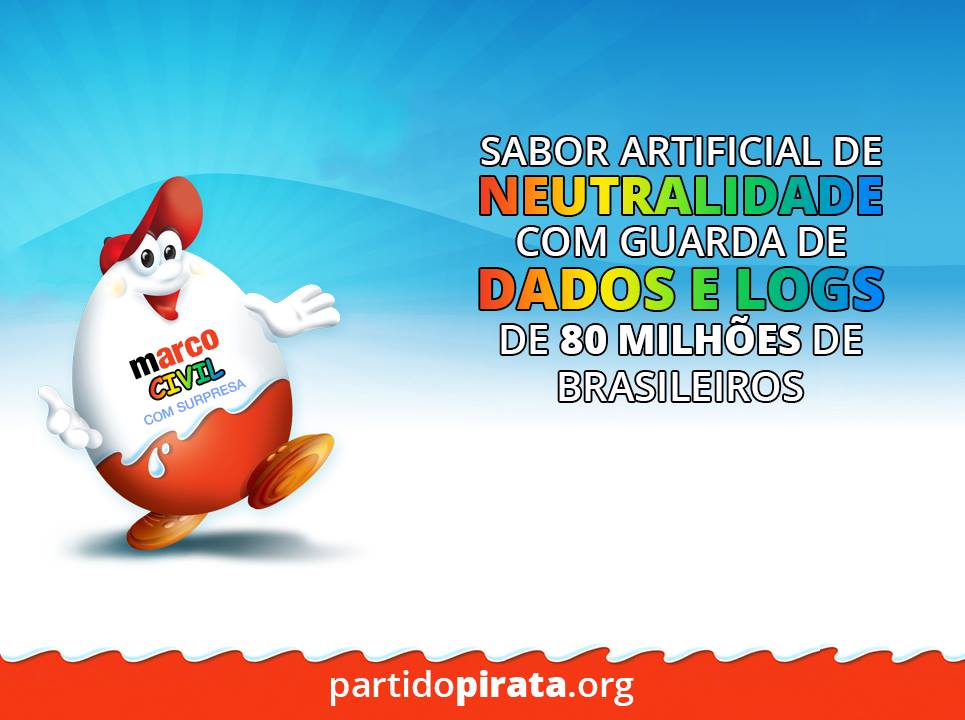 SABOR ARTIFICIAL DE
NEUTRALIDADE
COM GUARDA DE
DADOS E LOGS
DE 80 MILHÕES DE
BRASILEIROS
marco
CIVIL
COM SURPRESA
partidopirata.org